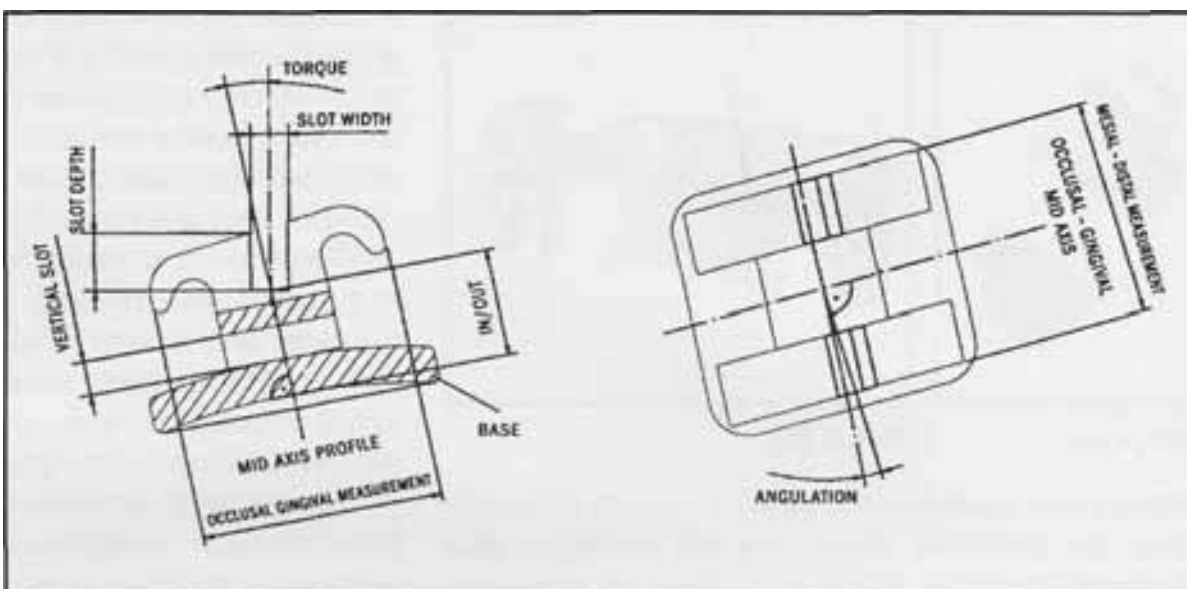 TORQUE
SLOT WIDTH
SLOT DEPTH
VERTICAL SLOT
IN/OUT
BASE
MID AXIS PROFILE
OCCLUSAL GINGIVAL MEASUREMENT
MESIAL - DISTAL MEASUREMENT
OCCLUSAL - GINGIVAL
MID AXIS
ANGULATION